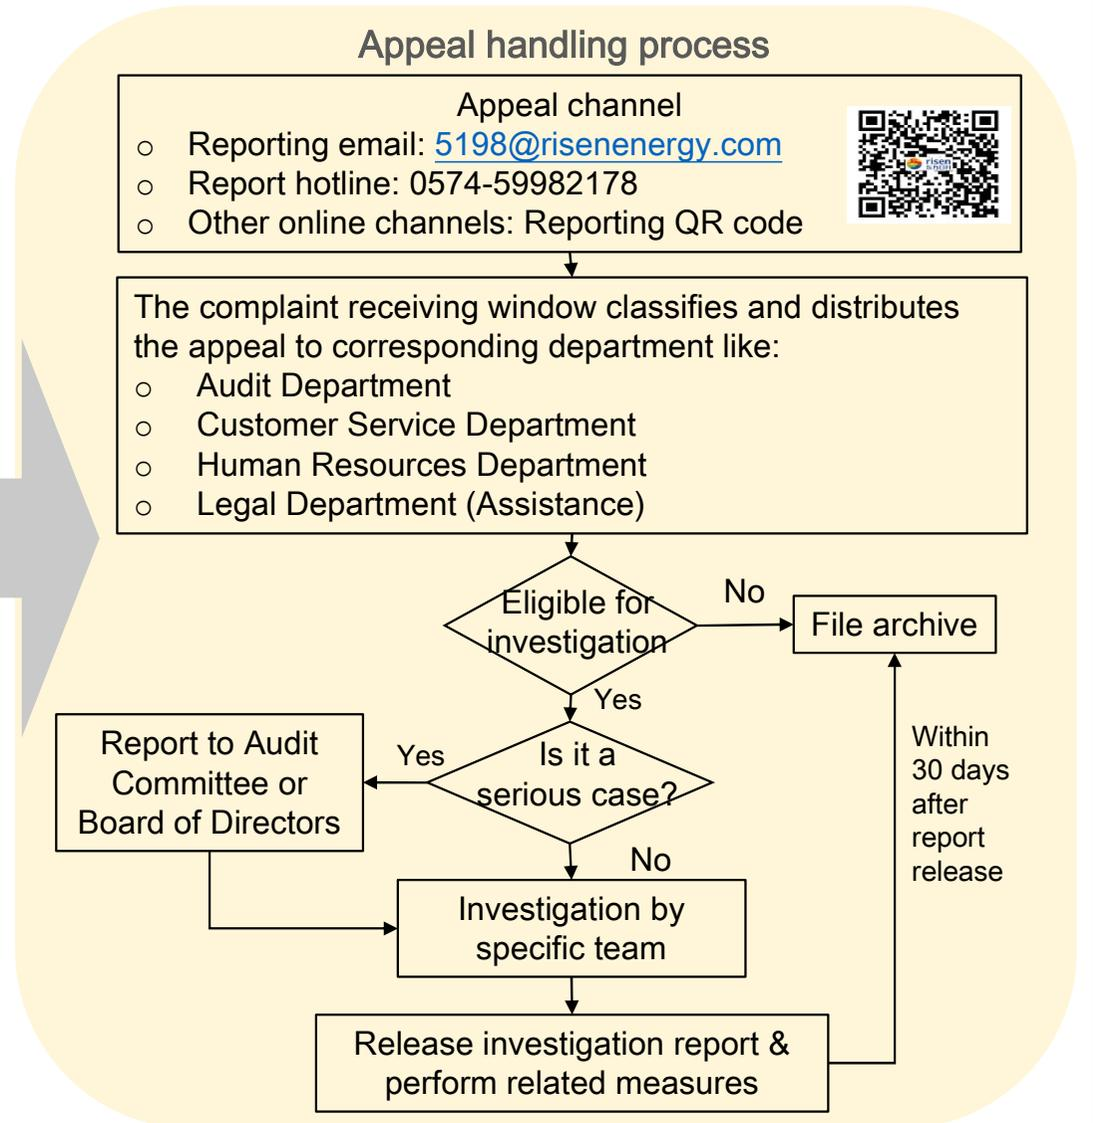 Appeal handling process
Appeal channel
o Reporting email: 5198@risenenergy.com
o Report hotline: 0574-59982178
o Other online channels: Reporting QR code
risen
The complaint receiving window classifies and distributes
the appeal to corresponding department like:
o Audit Department
o Customer Service Department
o Human Resources Department
o Legal Department (Assistance)
Eligible for
investigation
No
File archive
Yes
Is it a
serious case?
Yes
Report to Audit
Committee or
Board of Directors
No
Within
30 days
after
report
release
Investigation by
specific team
Release investigation report &
perform related measures